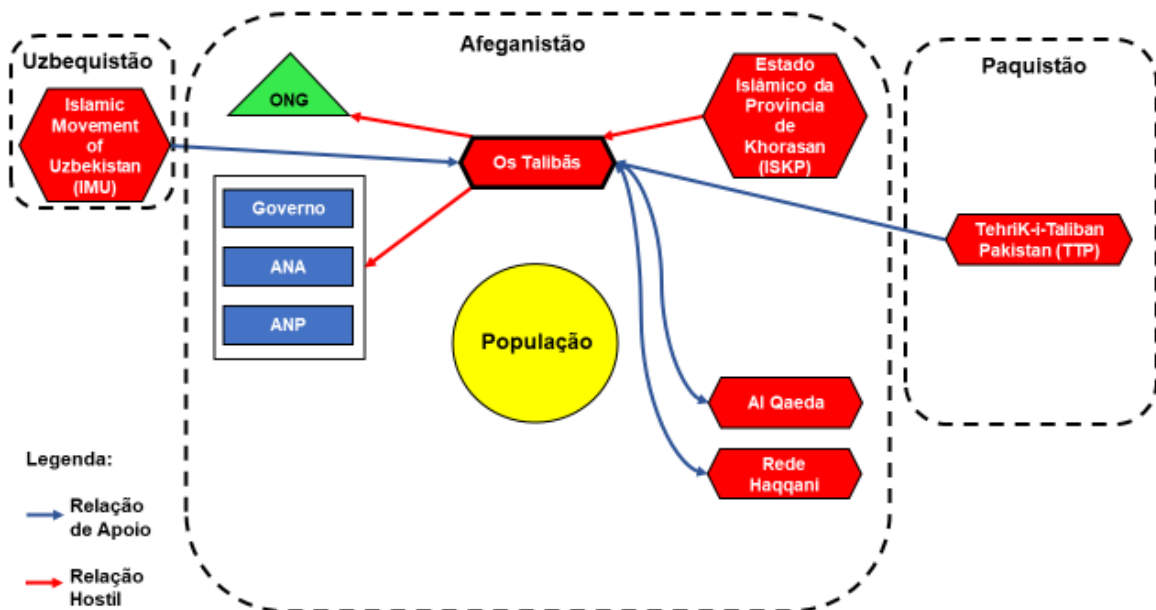 Uzbequistão
Islamic
Movement
of
Uzbekistan
(IMU)
Afeganistão
ONG
Os Talibãs
Estado
Islâmico da
Província
de
Khorasan
(ISKP)
Governo
ANA
ANP
População
Al Qaeda
Rede
Haqqani
Paquistão
TehriK-i-Taliban
Pakistan (TTP)
Legenda:
Relação
de Apoio
Relação
Hostil